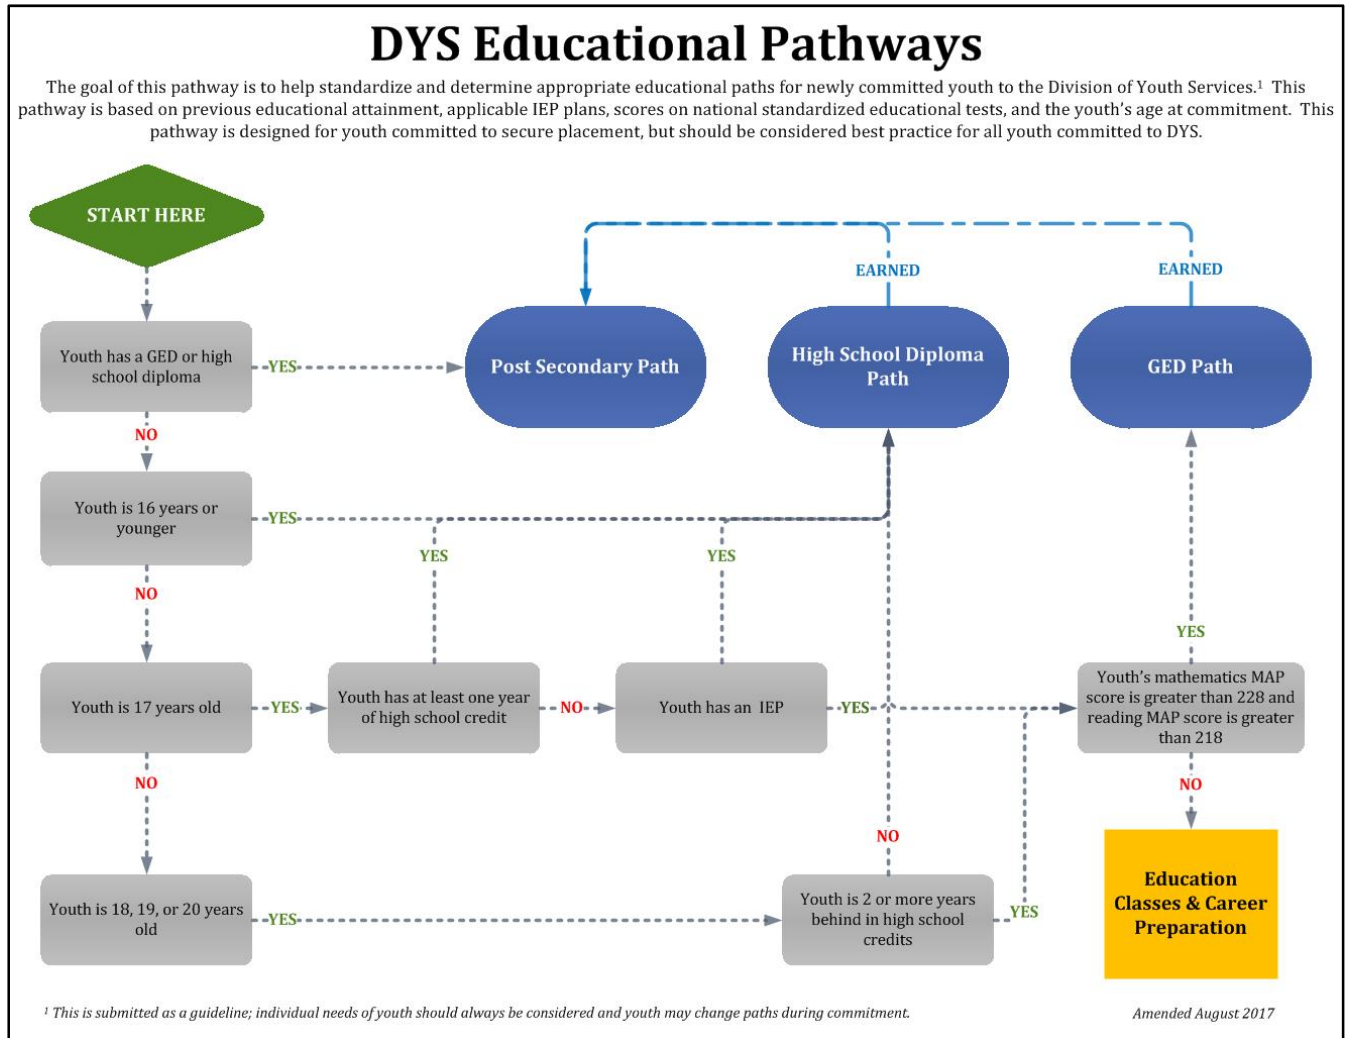 DYS Educational Pathways
The goal of this pathway is to help standardize and determine appropriate educational paths for newly committed youth to the Division of Youth Services.¹ This
pathway is based on previous educational attainment, applicable IEP plans, scores on national standardized educational tests, and the youth's age at commitment. This
pathway is designed for youth committed to secure placement, but should be considered best practice for all youth committed to DYS.
START HERE
EARNED
EARNED
Youth has a GED or high
school diploma
YES
Post Secondary Path
High School Diploma
Path
GED Path
NO
Youth is 16 years or
younger
YES
YES
YES
NO
YES
Youth is 17 years old
YES
Youth has at least one year
of high school credit
NO
Youth has an IEP
YES
Youth's mathematics MAP
score is greater than 228 and
reading MAP score is greater
than 218
NO
NO
NO
Youth is 18, 19, or 20 years
old
YES
Youth is 2 or more years
behind in high school
credits
YES
Education
Classes & Career
Preparation
¹ This is submitted as a guideline; individual needs of youth should always be considered and youth may change paths during commitment.
Amended August 2017